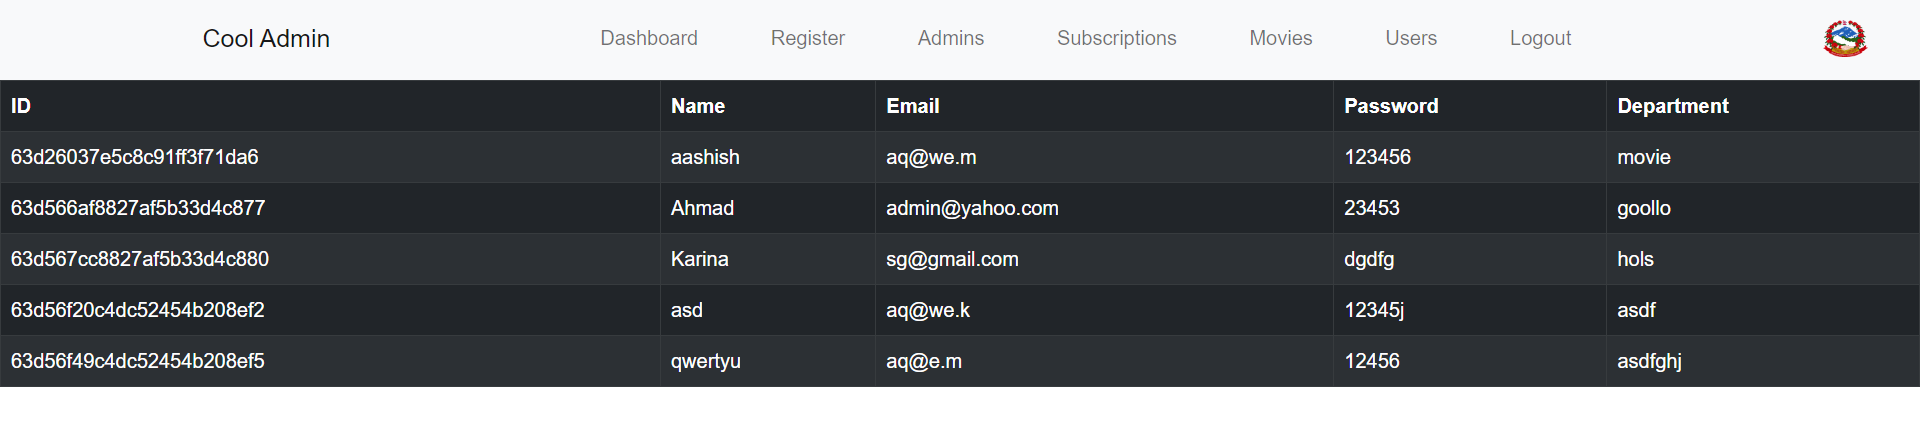 Cool Admin Dashboard Register Admins Subscriptions Movies Users Logout
ID Name Email Password Department
63d26037e5c8c91ff3f71da6 aashish aq@we.m 123456 movie
63d566af8827af5b33d4c877 Ahmad admin@yahoo.com 23453 goollo
63d567cc8827af5b33d4c880 Karina sg@gmail.com dgdfg hols
63d56f20c4dc52454b208ef2 asd aq@we.k 12345j asdf
63d56f49c4dc52454b208ef5 qwertyu aq@e.m 12456 asdfghj